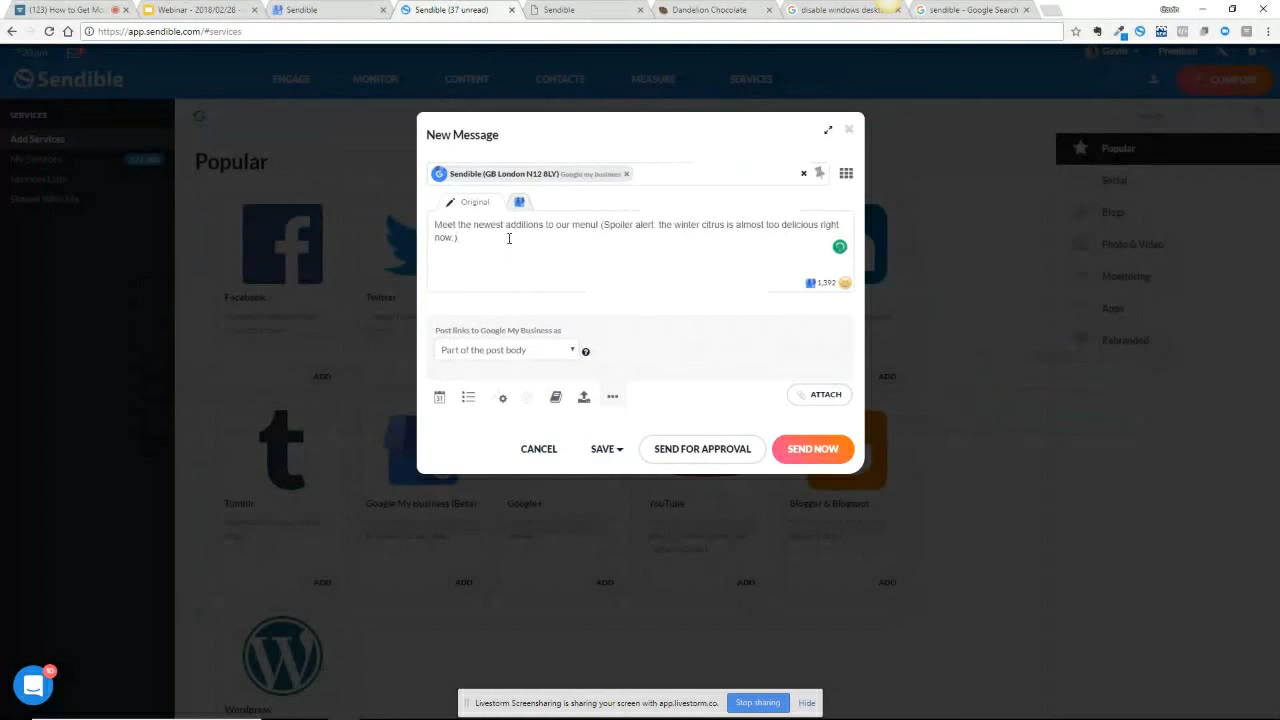 (123) How to Get Mo
Webinar - 2018/02/28 -
Sendible
Sendible (37 unread)
Sendible
Dandelion Chocolate
disable windows deskt
sendible - Google Search
https://app.sendible.com/#services
Gavin
Premium
Sendible
ENGAGE
MONITOR
CONTENT
CONTACTS
MEASURE
SERVICES
COMPOSE
SERVICES
Add Services
My Services
Services Lists
Shared With Me
Popular
Facebook
Twitter
ADD
ADD
Tumblr
Google My Business (Beta)
Google+
YouTube
Blogger & Blogspot
ADD
ADD
ADD
ADD
ADD
Wordpress
Popular
Social
Blogs
Photo & Video
Monitoring
Apps
Rebranded
New Message
Sendible (GB London N12 8LY) Google my business
Original
Meet the newest additions to our menu! (Spoiler alert: the winter citrus is almost too delicious right
now.)
1,392
Post links to Google My Business as
Part of the post body
31
ATTACH
CANCEL
SAVE
SEND FOR APPROVAL
SEND NOW
10
Livestorm Screensharing is sharing your screen with app.livestorm.co.
Stop sharing
Hide